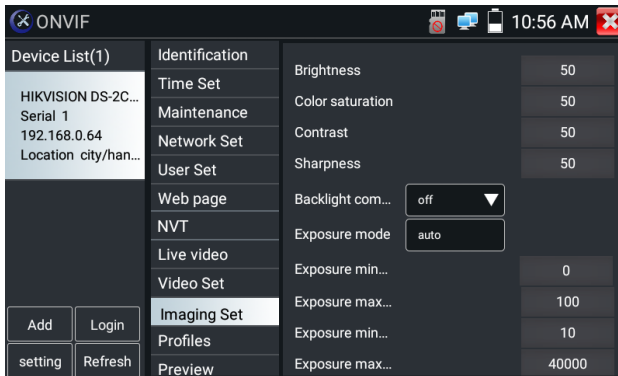 ONVIF
10:56 AM
Device List(1)
HIKVISION DS-2C...
Serial 1
192.168.0.64
Location city/han...
Add
Login
setting
Refresh
Identification
Time Set
Maintenance
Network Set
User Set
Web page
NVT
Live video
Video Set
Imaging Set
Profiles
Preview
Brightness 50
Color saturation 50
Contrast 50
Sharpness 50
Backlight com... off
Exposure mode auto
Exposure min... 0
Exposure max... 100
Exposure min... 10
Exposure max... 40000